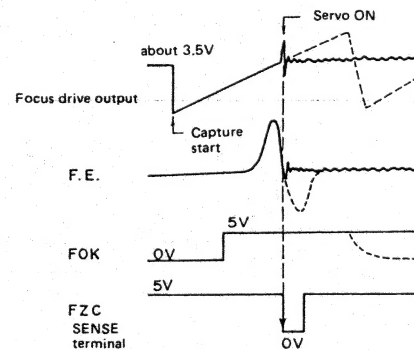 Servo ON
about 3.5V
Focus drive output
Capture
start
F.E.
5V
FOK
0V
5V
FZC
SENSE
terminal
0V